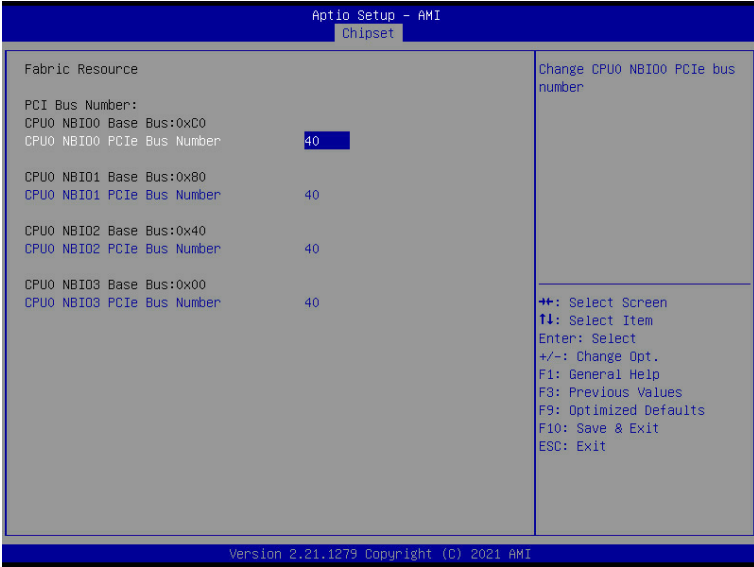 Aptio Setup – AMI
Chipset
Fabric Resource
PCI Bus Number:
CPU0 NBIO0 Base Bus:0xC0
CPU0 NBIO0 PCIe Bus Number 40
CPU0 NBIO1 Base Bus:0x80
CPU0 NBIO1 PCIe Bus Number 40
CPU0 NBIO2 Base Bus:0x40
CPU0 NBIO2 PCIe Bus Number 40
CPU0 NBIO3 Base Bus:0x00
CPU0 NBIO3 PCIe Bus Number 40
Change CPU0 NBIO0 PCIe bus
number
→←: Select Screen
↑↓: Select Item
Enter: Select
+/-: Change Opt.
F1: General Help
F3: Previous Values
F9: Optimized Defaults
F10: Save & Exit
ESC: Exit
Version 2.21.1279 Copyright (C) 2021 AMI